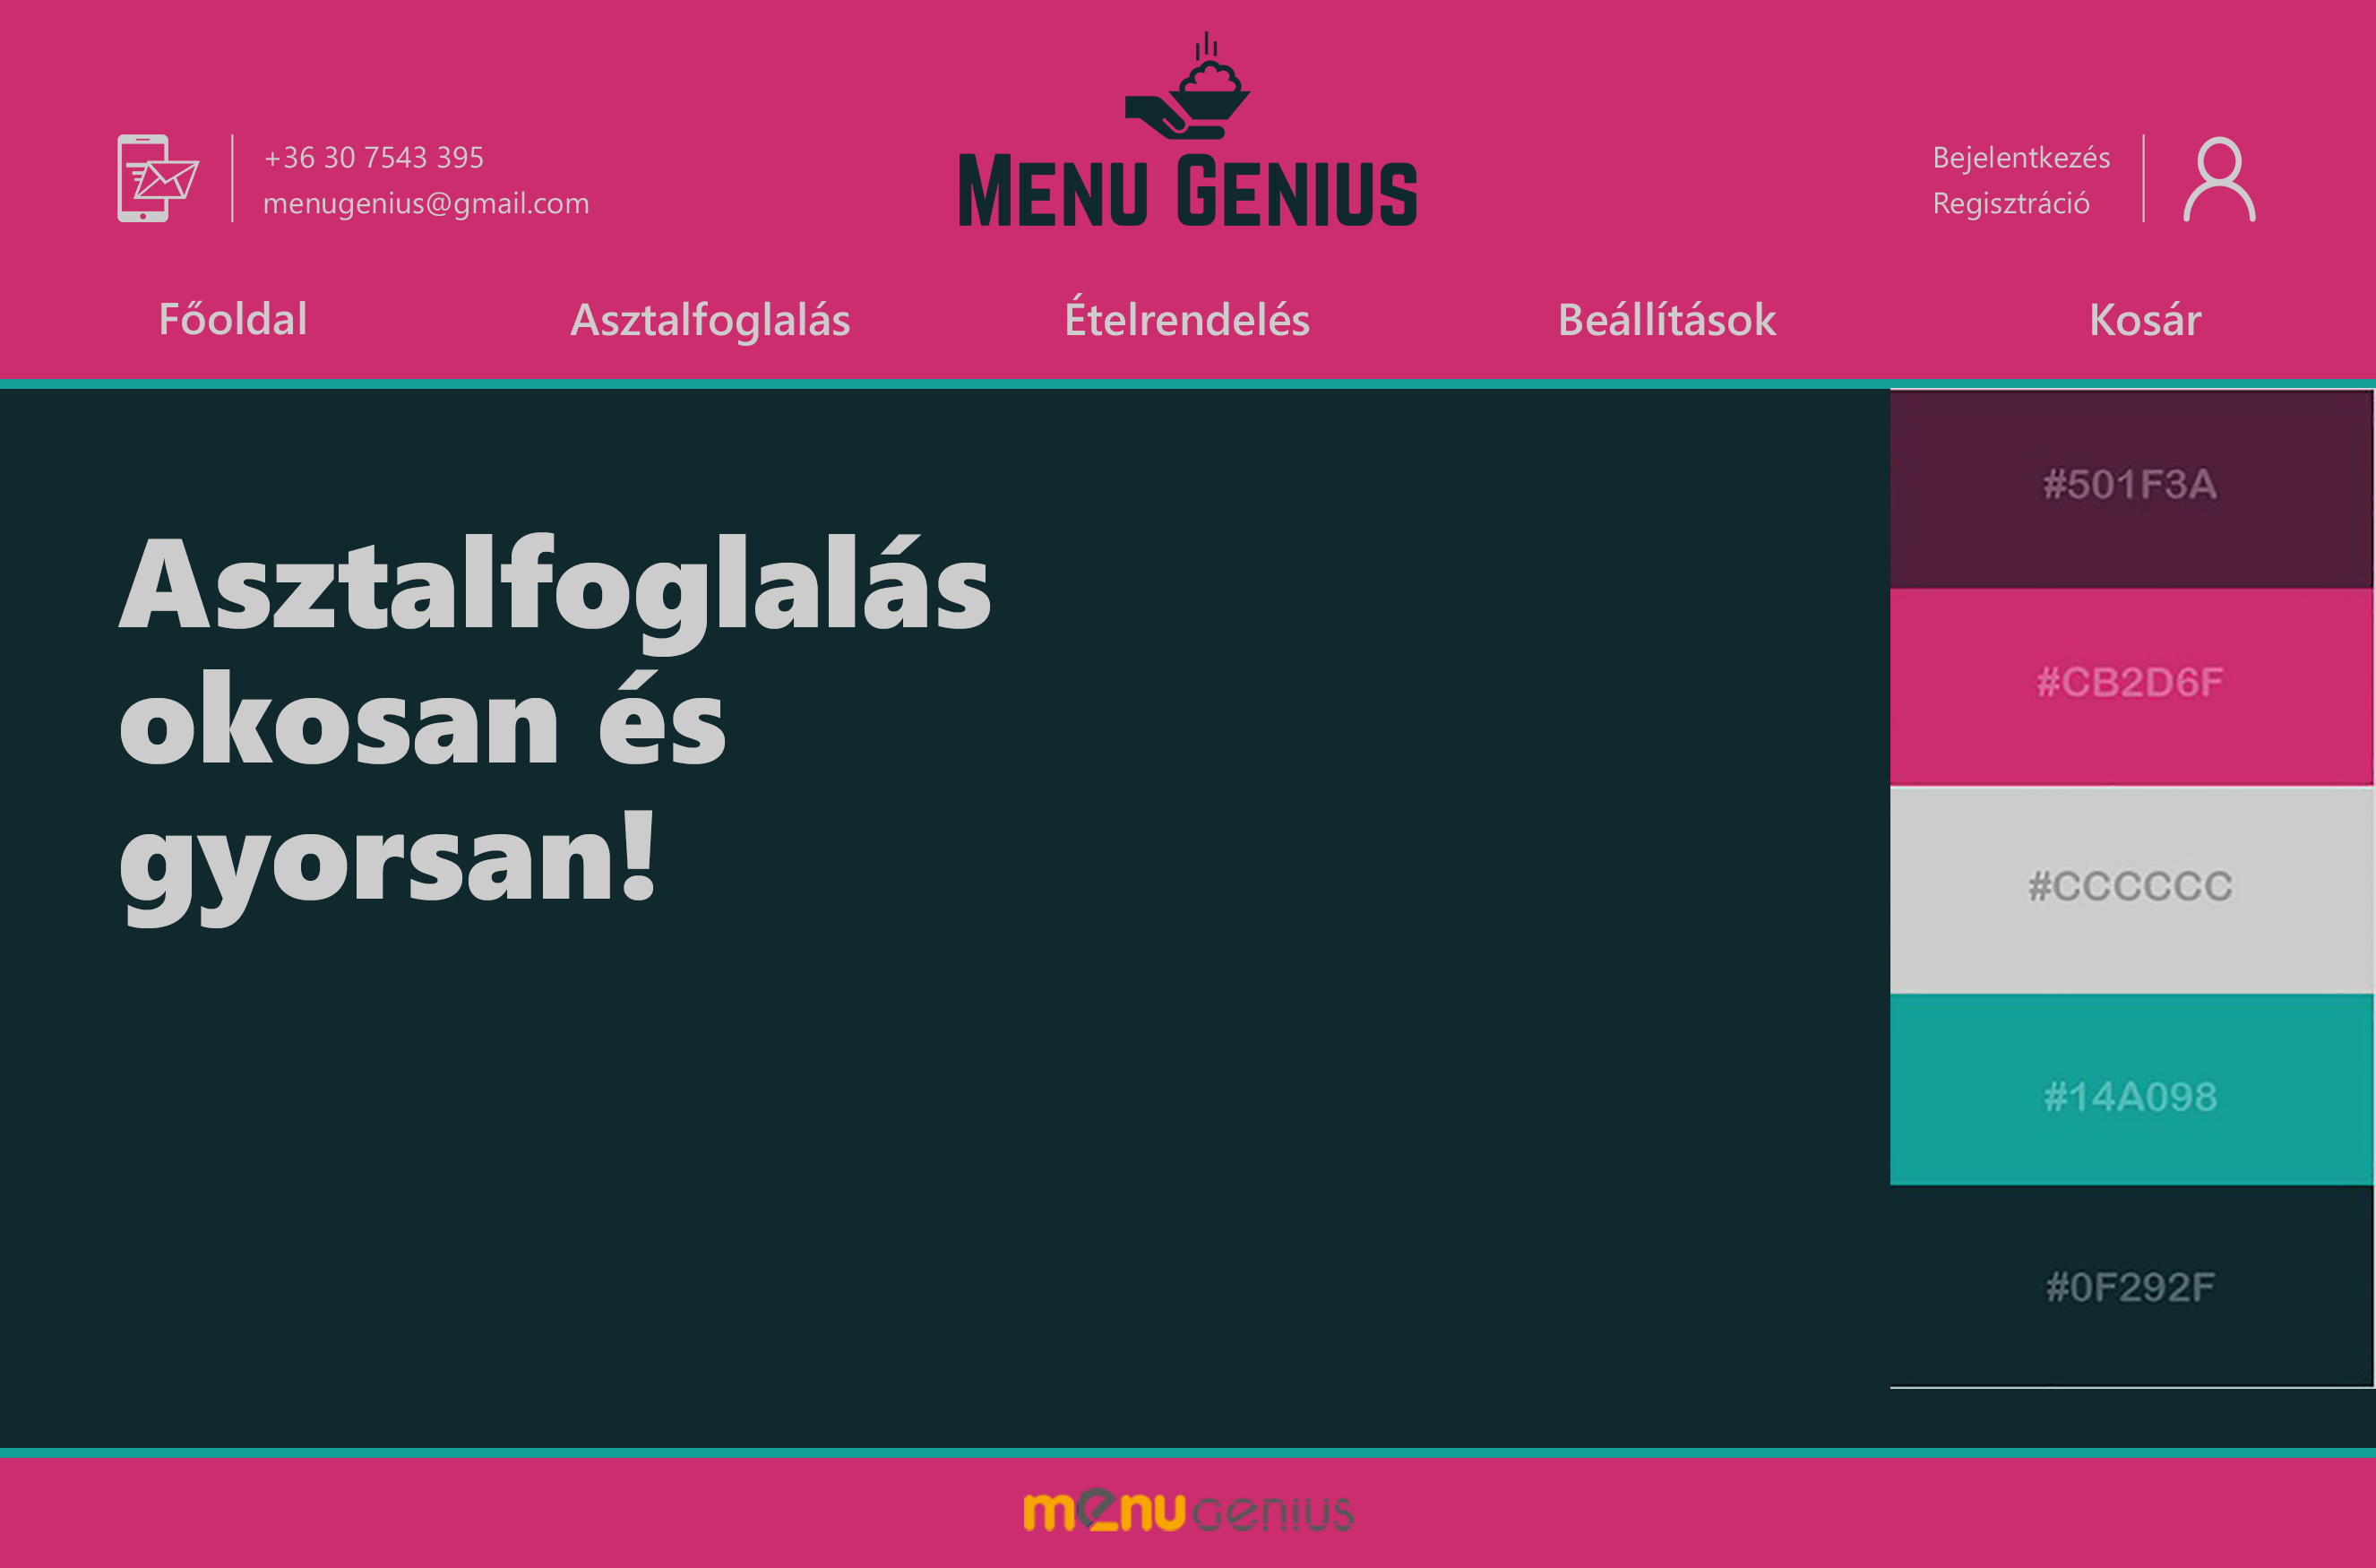 +36 30 7543 395
menugenius@gmail.com
MENU GENIUS
Bejelentkezés
Regisztráció
Főoldal
Asztalfoglalás
Ételrendelés
Beállítások
Kosár
Asztalfoglalás
okosan és
gyorsan!
#501F3A
#CB2D6F
#CCCCCC
#14A098
#0F292F
menu genius